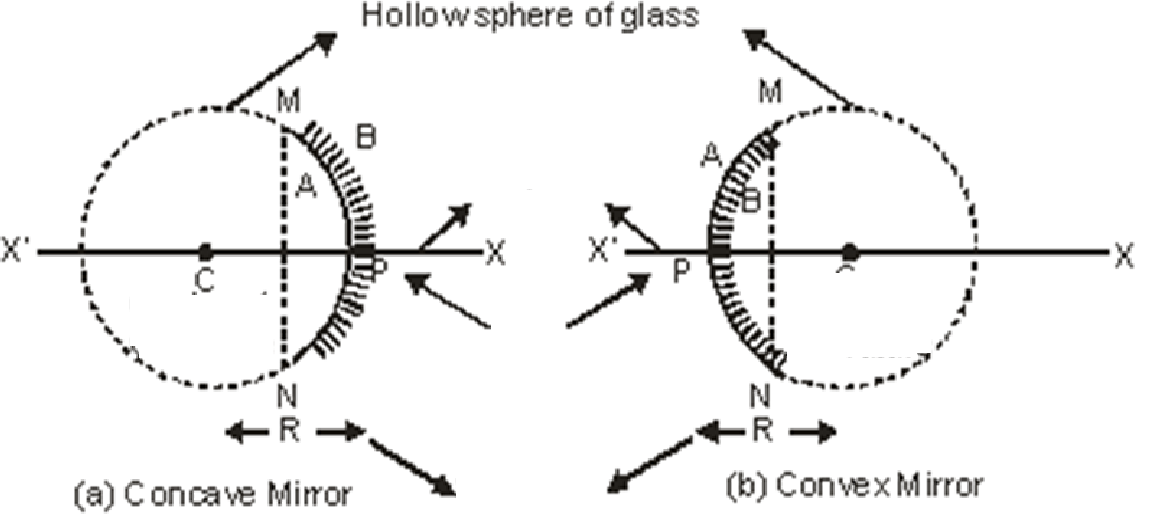 Hollow sphere of glass
M
B
A
X'
C
P
X
N
R
(a) Concave Mirror
M
A
B
X'
P
X
N
R
(b) Convex Mirror